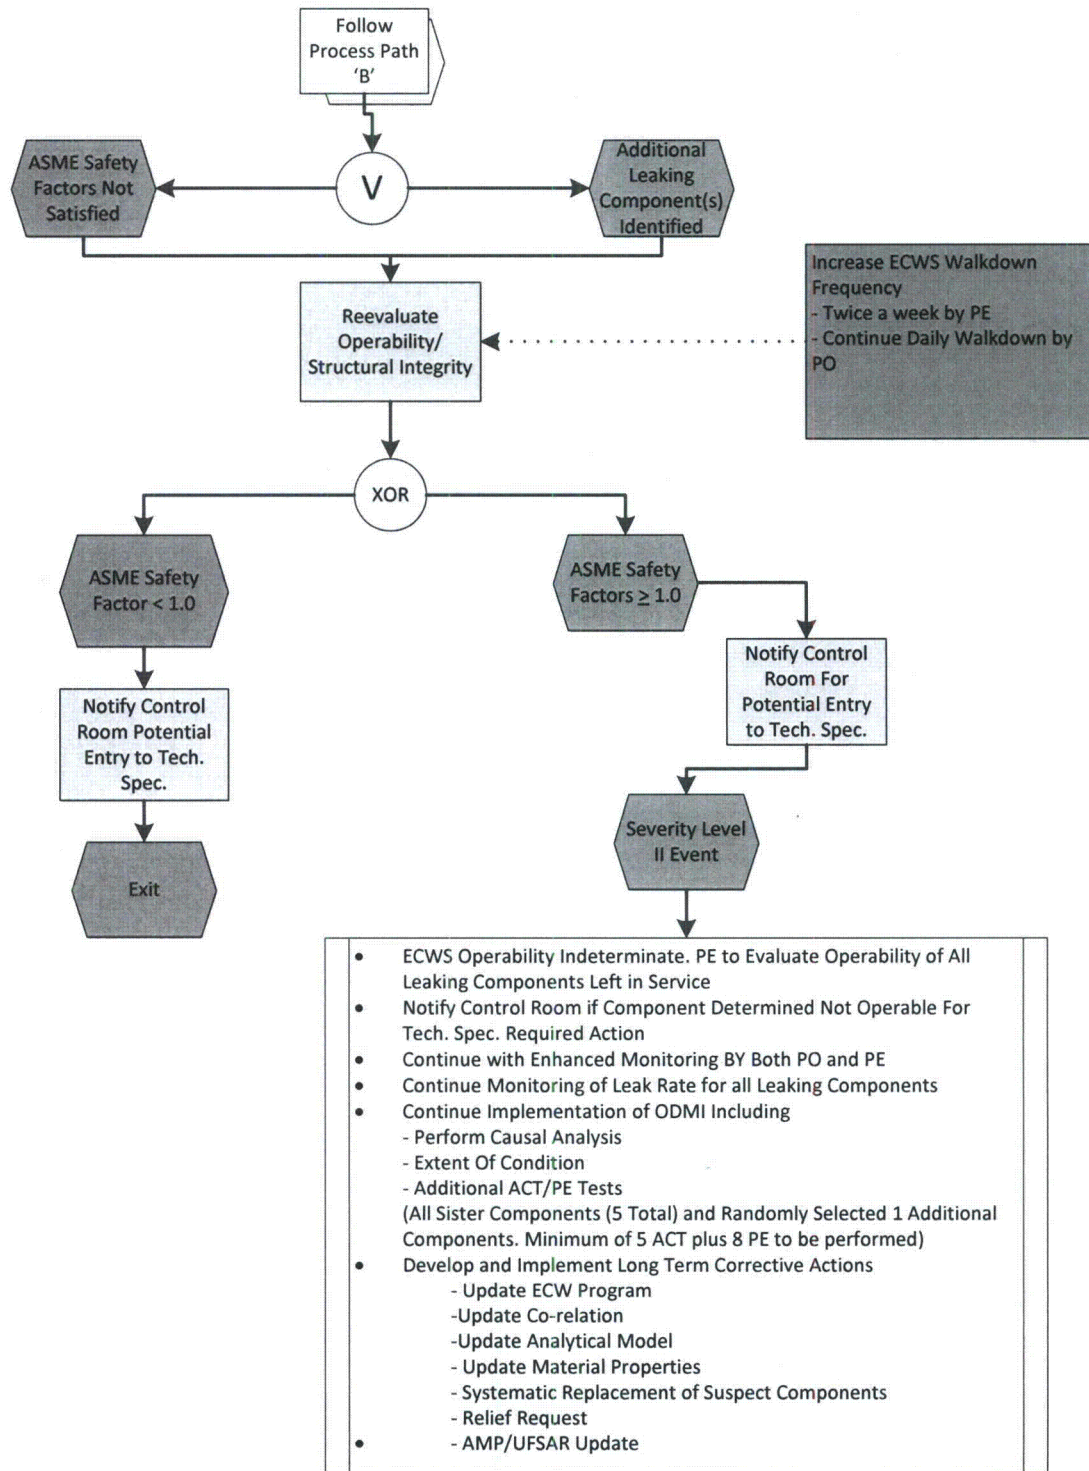 Follow
Process Path
‘B’
ASME Safety
Factors Not
Satisfied
V
Additional
Leaking
Component(s)
Identified
Increase ECWS Walkdown
Frequency
- Twice a week by PE
- Continue Daily Walkdown by
PO
Reevaluate
Operability/
Structural Integrity
XOR
ASME Safety
Factor < 1.0
ASME Safety
Factors ≥ 1.0
Notify Control
Room For
Potential Entry
to Tech. Spec.
Notify Control
Room Potential
Entry to Tech.
Spec.
Severity Level
II Event
Exit
• ECWS Operability Indeterminate. PE to Evaluate Operability of All
Leaking Components Left in Service
• Notify Control Room if Component Determined Not Operable For
Tech. Spec. Required Action
• Continue with Enhanced Monitoring BY Both PO and PE
• Continue Monitoring of Leak Rate for all Leaking Components
• Continue Implementation of ODMI Including
- Perform Causal Analysis
- Extent Of Condition
- Additional ACT/PE Tests
(All Sister Components (5 Total) and Randomly Selected 1 Additional
Components. Minimum of 5 ACT plus 8 PE to be performed)
• Develop and Implement Long Term Corrective Actions
- Update ECW Program
-Update Co-relation
-Update Analytical Model
- Update Material Properties
- Systematic Replacement of Suspect Components
- Relief Request
• - AMP/UFSAR Update